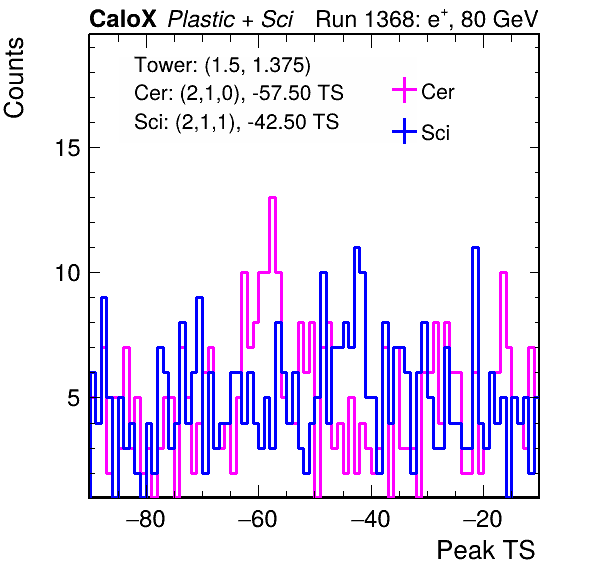 CaloX Plastic + Sci Run 1368: e+, 80 GeV
Counts
Tower: (1.5, 1.375)
Cer: (2,1,0), -57.50 TS
Sci: (2,1,1), -42.50 TS
Cer
Sci
15
10
5
−80 −60 −40 −20
Peak TS